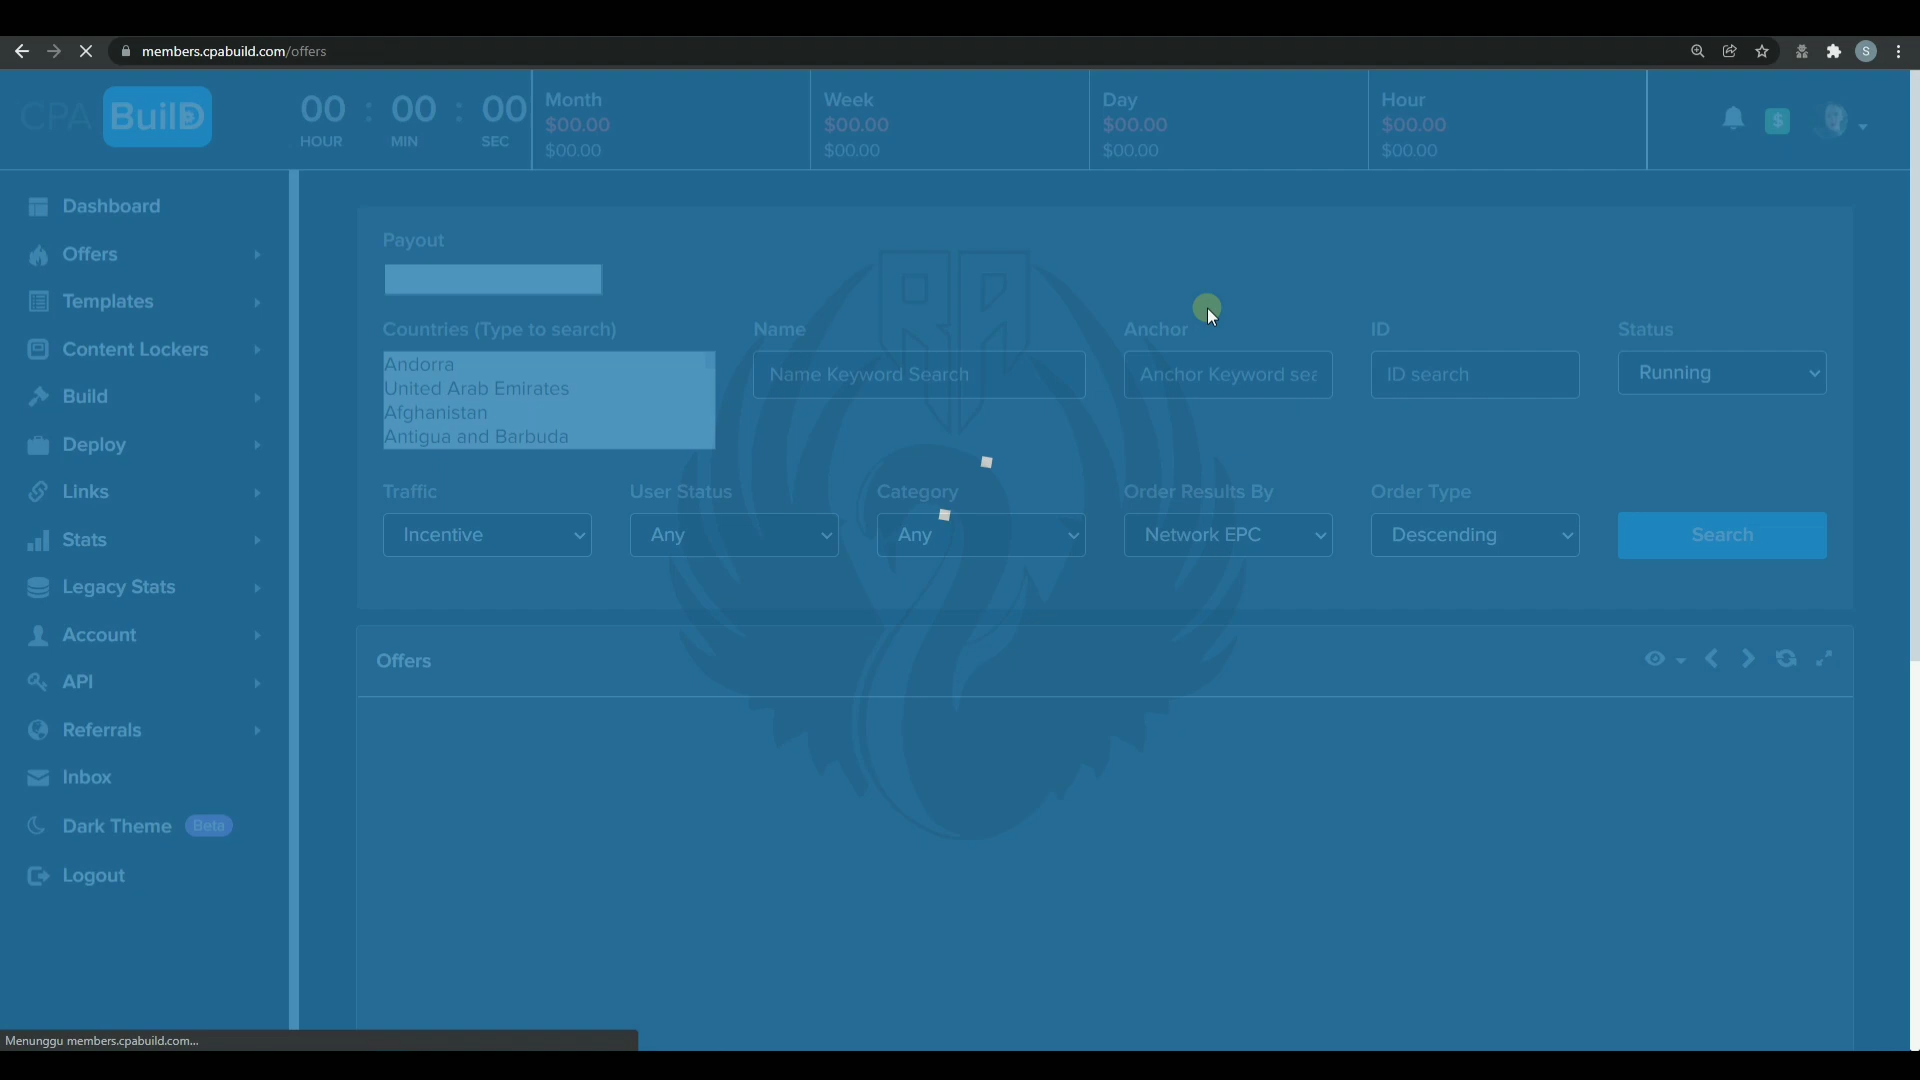 members.cpabuild.com/offers
S
CPA BuilD
00 : 00 : 00
HOUR MIN SEC
Month
$00.00
$00.00
Week
$00.00
$00.00
Day
$00.00
$00.00
Hour
$00.00
$00.00
$
Dashboard
Offers
Templates
Content Lockers
Build
Deploy
Links
Stats
Legacy Stats
Account
API
Referrals
Inbox
Dark Theme Beta
Logout
Payout
Countries (Type to search)
Andorra
United Arab Emirates
Afghanistan
Antigua and Barbuda
Name
Name Keyword Search
Anchor
Anchor Keyword sea
ID
ID search
Status
Running
Traffic
Incentive
User Status
Any
Category
Any
Order Results By
Network EPC
Order Type
Descending
Search
Offers
Menunggu members.cpabuild.com...